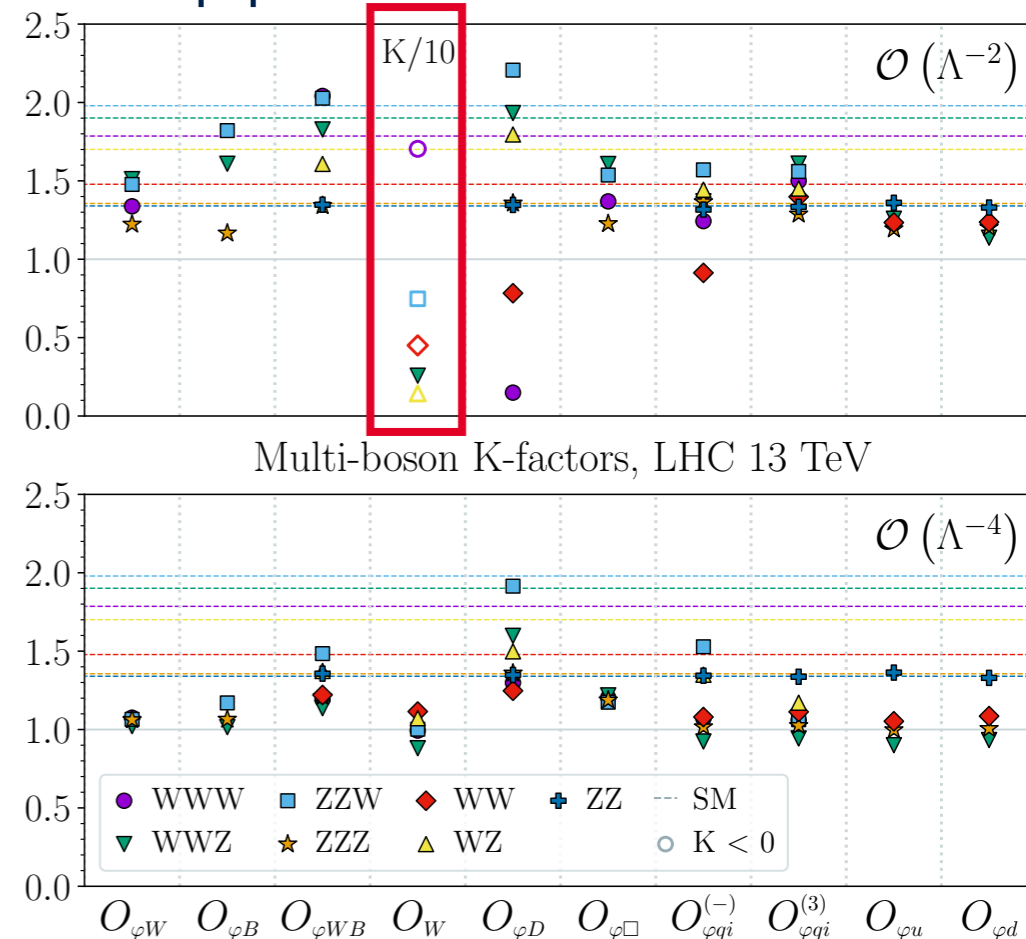 2.5
K/10
O (Λ⁻²)
2.0
1.5
1.0
0.5
0.0
Multi-boson K-factors, LHC 13 TeV
2.5
O (Λ⁻⁴)
2.0
1.5
1.0
WWW ZZW WW ZZ SM
0.5
WWZ ZZZ WZ K < 0
0.0
O_φW O_φB O_φWB O_W O_φD O_φ□ O_φqi^(-) O_φqi^(3) O_φu O_φd